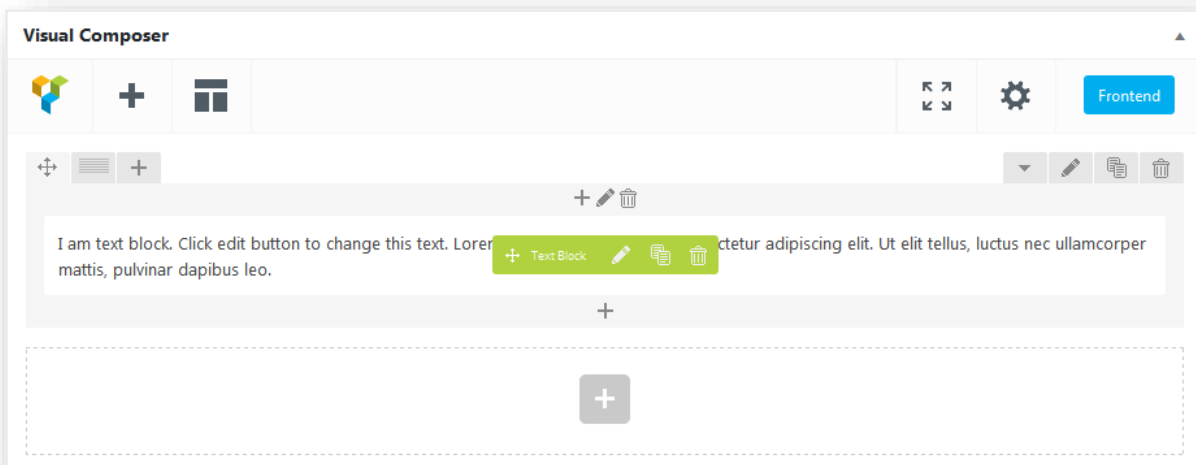 Visual Composer
Frontend
I am text block. Click edit button to change this text. Lorem ctetur adipiscing elit. Ut elit tellus, luctus nec ullamcorper
Text Block
mattis, pulvinar dapibus leo.